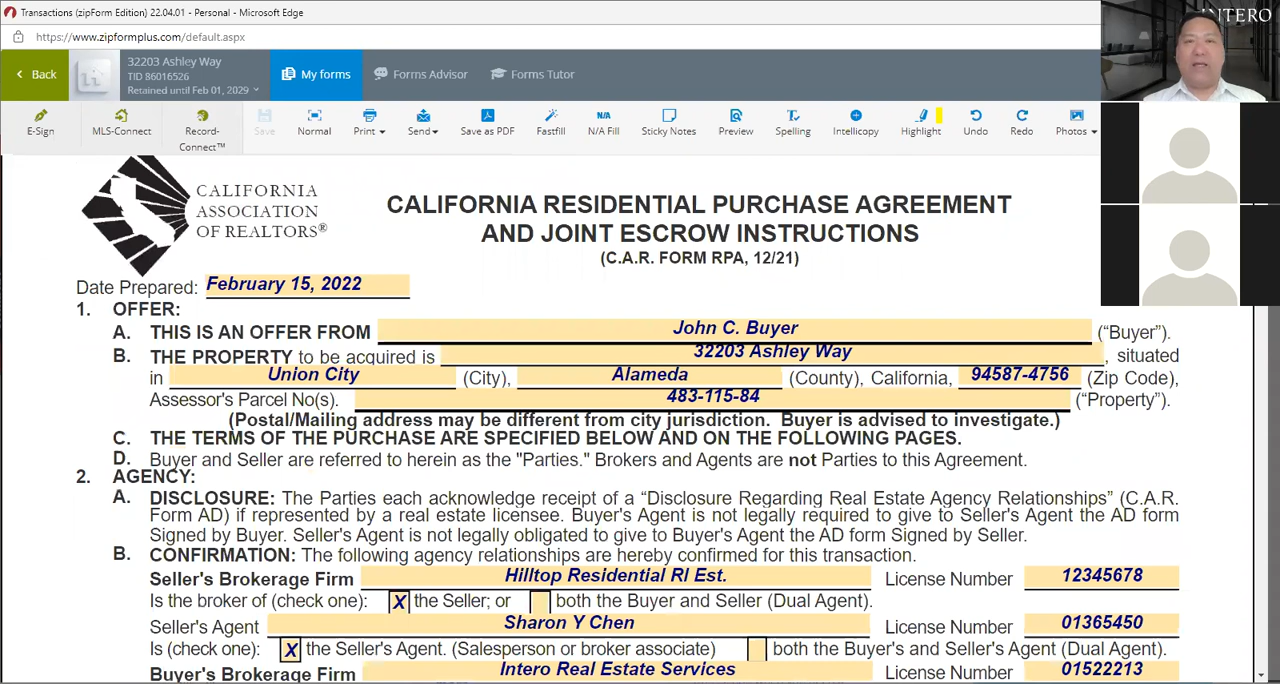 Transactions (zipForm Edition) 22.04.01 - Personal - Microsoft Edge
https://www.zipformplus.com/default.aspx
INTERO
Back
32203 Ashley Way
TID 86016526
Retained until Feb 01, 2029
My forms
Forms Advisor
Forms Tutor
E-Sign
MLS-Connect
Record-Connect™
Save
Normal
Print
Send
Save as PDF
Fastfill
N/A
N/A Fill
Sticky Notes
Preview
Spelling
Intellicopy
Highlight
Undo
Redo
Photos
CALIFORNIA
ASSOCIATION
OF REALTORS®
CALIFORNIA RESIDENTIAL PURCHASE AGREEMENT
AND JOINT ESCROW INSTRUCTIONS
(C.A.R. FORM RPA, 12/21)
Date Prepared: February 15, 2022
1. OFFER:
A. THIS IS AN OFFER FROM John C. Buyer (“Buyer”).
B. THE PROPERTY to be acquired is 32203 Ashley Way, situated
in Union City (City), Alameda (County), California, 94587-4756 (Zip Code),
Assessor's Parcel No(s). 483-115-84 (“Property”).
(Postal/Mailing address may be different from city jurisdiction. Buyer is advised to investigate.)
C. THE TERMS OF THE PURCHASE ARE SPECIFIED BELOW AND ON THE FOLLOWING PAGES.
D. Buyer and Seller are referred to herein as the "Parties." Brokers and Agents are not Parties to this Agreement.
2. AGENCY:
A. DISCLOSURE: The Parties each acknowledge receipt of a “Disclosure Regarding Real Estate Agency Relationships” (C.A.R.
Form AD) if represented by a real estate licensee. Buyer's Agent is not legally required to give to Seller's Agent the AD form
Signed by Buyer. Seller's Agent is not legally obligated to give to Buyer's Agent the AD form Signed by Seller.
B. CONFIRMATION: The following agency relationships are hereby confirmed for this transaction.
Seller's Brokerage Firm Hilltop Residential Rl Est. License Number 12345678
Is the broker of (check one): X the Seller; or both the Buyer and Seller (Dual Agent).
Seller's Agent Sharon Y Chen License Number 01365450
Is (check one): X the Seller's Agent. (Salesperson or broker associate) both the Buyer's and Seller's Agent (Dual Agent).
Buyer's Brokerage Firm Intero Real Estate Services License Number 01522213